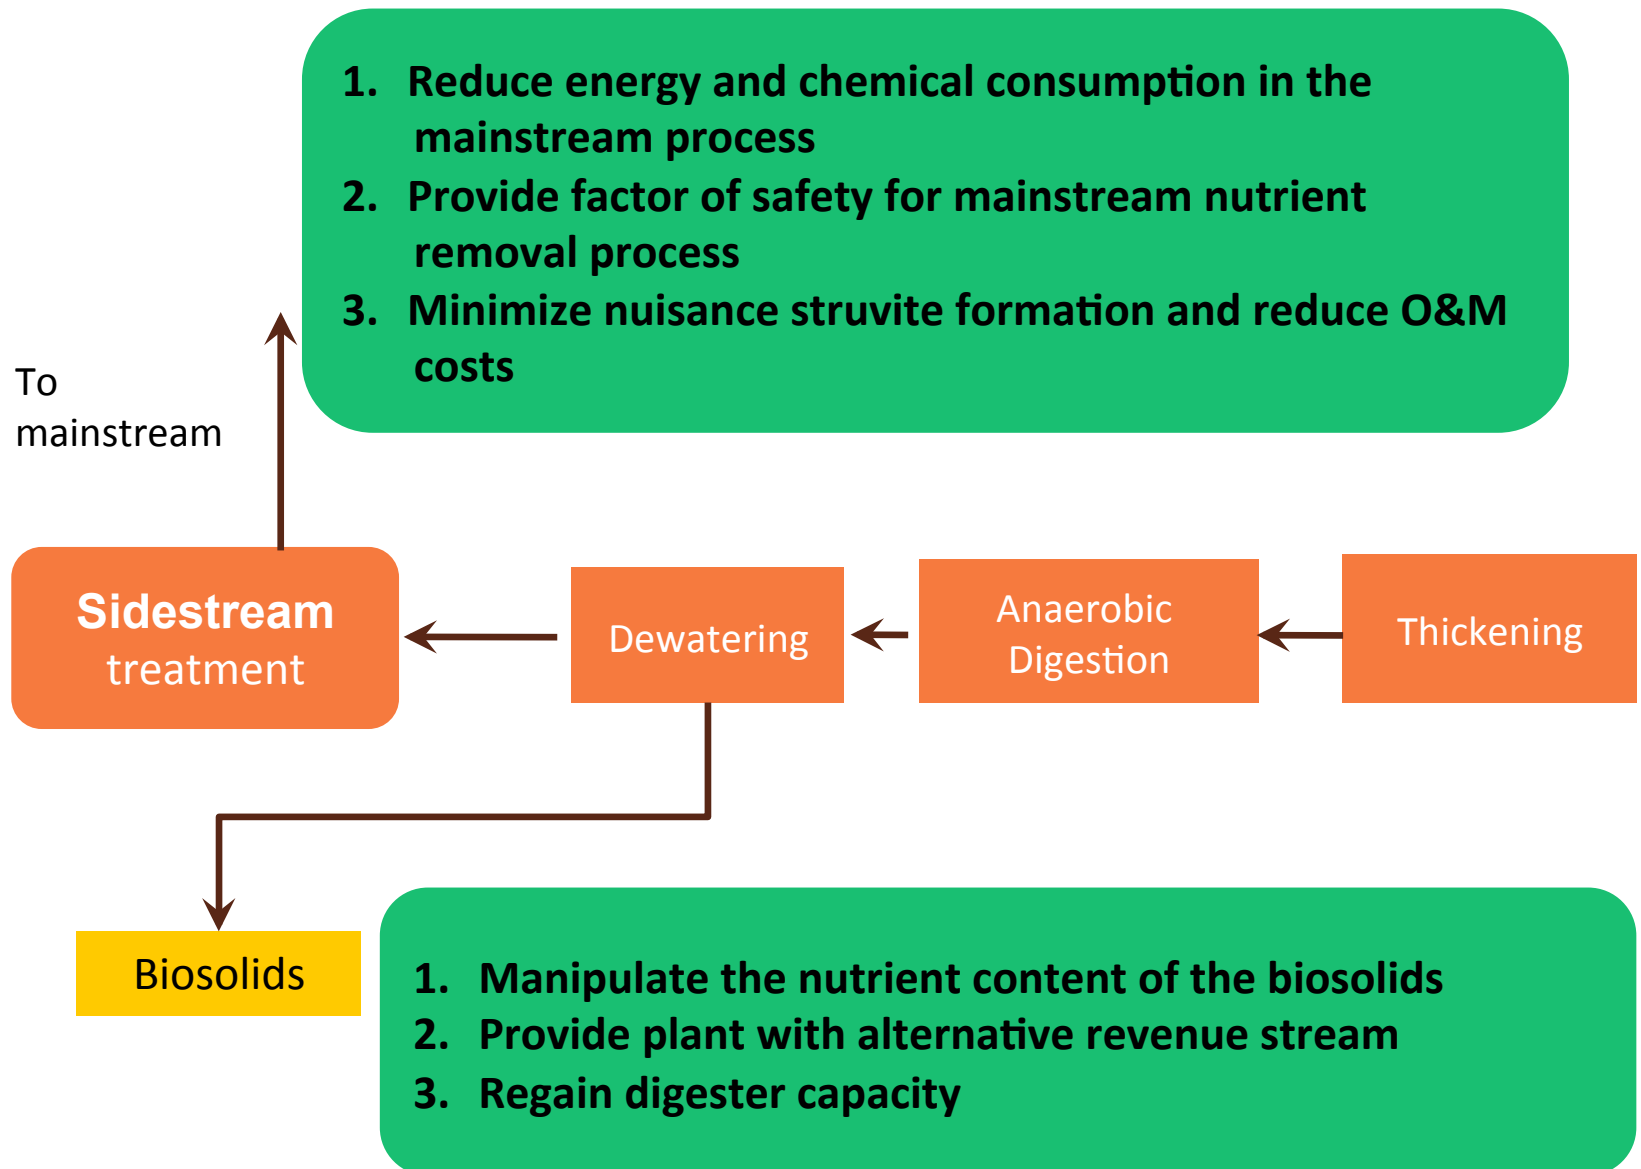 1. Reduce energy and chemical consumption in the
mainstream process
2. Provide factor of safety for mainstream nutrient
removal process
3. Minimize nuisance struvite formation and reduce O&M
costs
To
mainstream
Sidestream
treatment
Dewatering
Anaerobic
Digestion
Thickening
Biosolids
1. Manipulate the nutrient content of the biosolids
2. Provide plant with alternative revenue stream
3. Regain digester capacity